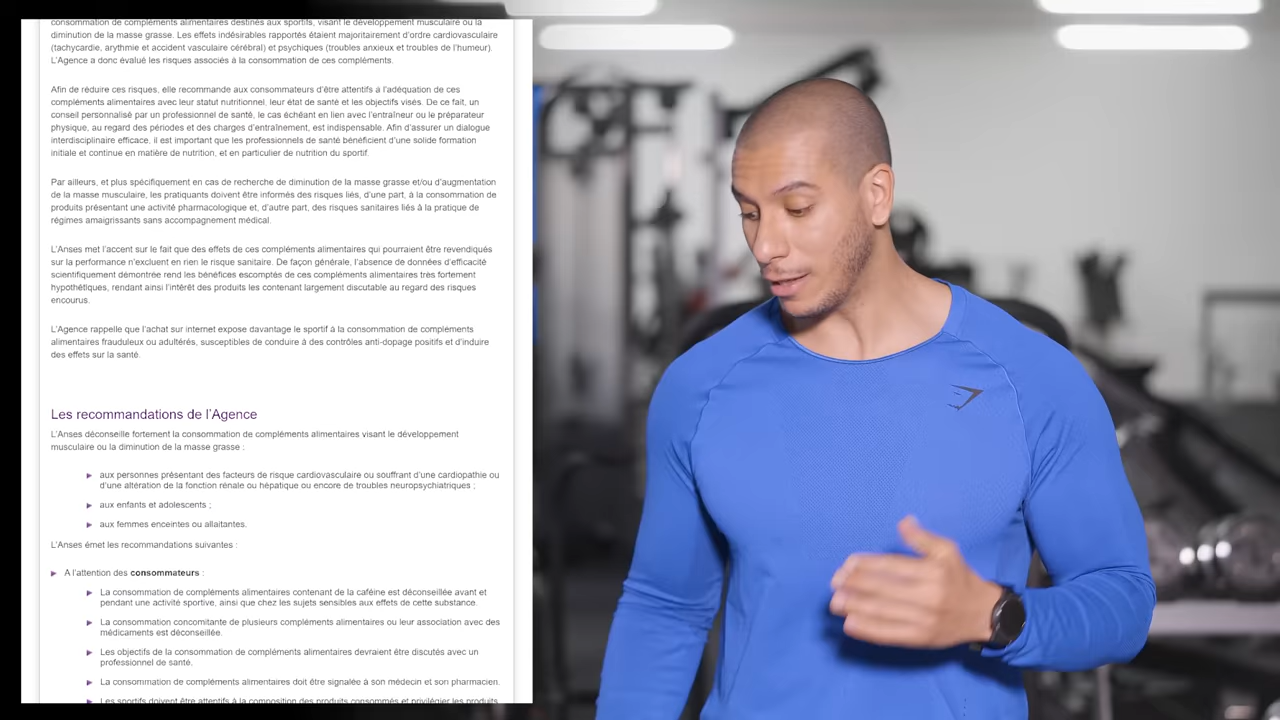 consommation de compléments alimentaires destinés aux sportifs, visant le développement musculaire ou la
diminution de la masse grasse. Les effets indésirables rapportés étaient majoritairement d'ordre cardiovasculaire
(tachycardie, arythmie et accident vasculaire cérébral) et psychiques (troubles anxieux et troubles de l'humeur).
L'Agence a donc évalué les risques associés à la consommation de ces compléments.
Afin de réduire ces risques, elle recommande aux consommateurs d'être attentifs à l'adéquation de ces
compléments alimentaires avec leur statut nutritionnel, leur état de santé et les objectifs visés. De ce fait, un
conseil personnalisé par un professionnel de santé, le cas échéant en lien avec l'entraîneur ou le préparateur
physique, au regard des périodes et des charges d'entraînement, est indispensable. Afin d'assurer un dialogue
interdisciplinaire efficace, il est important que les professionnels de santé bénéficient d'une solide formation
initiale et continue en matière de nutrition, et en particulier de nutrition du sportif.
Par ailleurs, et plus spécifiquement en cas de recherche de diminution de la masse grasse et/ou d'augmentation
de la masse musculaire, les pratiquants doivent être informés des risques liés, d'une part, à la consommation de
produits présentant une activité pharmacologique et, d'autre part, des risques sanitaires liés à la pratique de
régimes amaigrissants sans accompagnement médical.
L'Anses met l'accent sur le fait que des effets de ces compléments alimentaires qui pourraient être revendiqués
sur la performance n'excluent en rien le risque sanitaire. De façon générale, l'absence de données d'efficacité
scientifiquement démontrée rend les bénéfices escomptés de ces compléments alimentaires très fortement
hypothétiques, rendant ainsi l'intérêt des produits les contenant largement discutable au regard des risques
encourus.
L'Agence rappelle que l'achat sur internet expose davantage le sportif à la consommation de compléments
alimentaires frauduleux ou adultérés, susceptibles de conduire à des contrôles anti-dopage positifs et d'induire
des effets sur la santé.
Les recommandations de l'Agence
L'Anses déconseille fortement la consommation de compléments alimentaires visant le développement
musculaire ou la diminution de la masse grasse :
aux personnes présentant des facteurs de risque cardiovasculaire ou souffrant d'une cardiopathie ou
d'une altération de la fonction rénale ou hépatique ou encore de troubles neuropsychiatriques ;
aux enfants et adolescents ;
aux femmes enceintes ou allaitantes.
L'Anses émet les recommandations suivantes :
A l'attention des consommateurs :
La consommation de compléments alimentaires contenant de la caféine est déconseillée avant et
pendant une activité sportive, ainsi que chez les sujets sensibles aux effets de cette substance.
La consommation concomitante de plusieurs compléments alimentaires ou leur association avec des
médicaments est déconseillée.
Les objectifs de la consommation de compléments alimentaires devraient être discutés avec un
professionnel de santé.
La consommation de compléments alimentaires doit être signalée à son médecin et son pharmacien.
Les sportifs doivent être attentifs à la composition des produits consommés et privilégier les produits